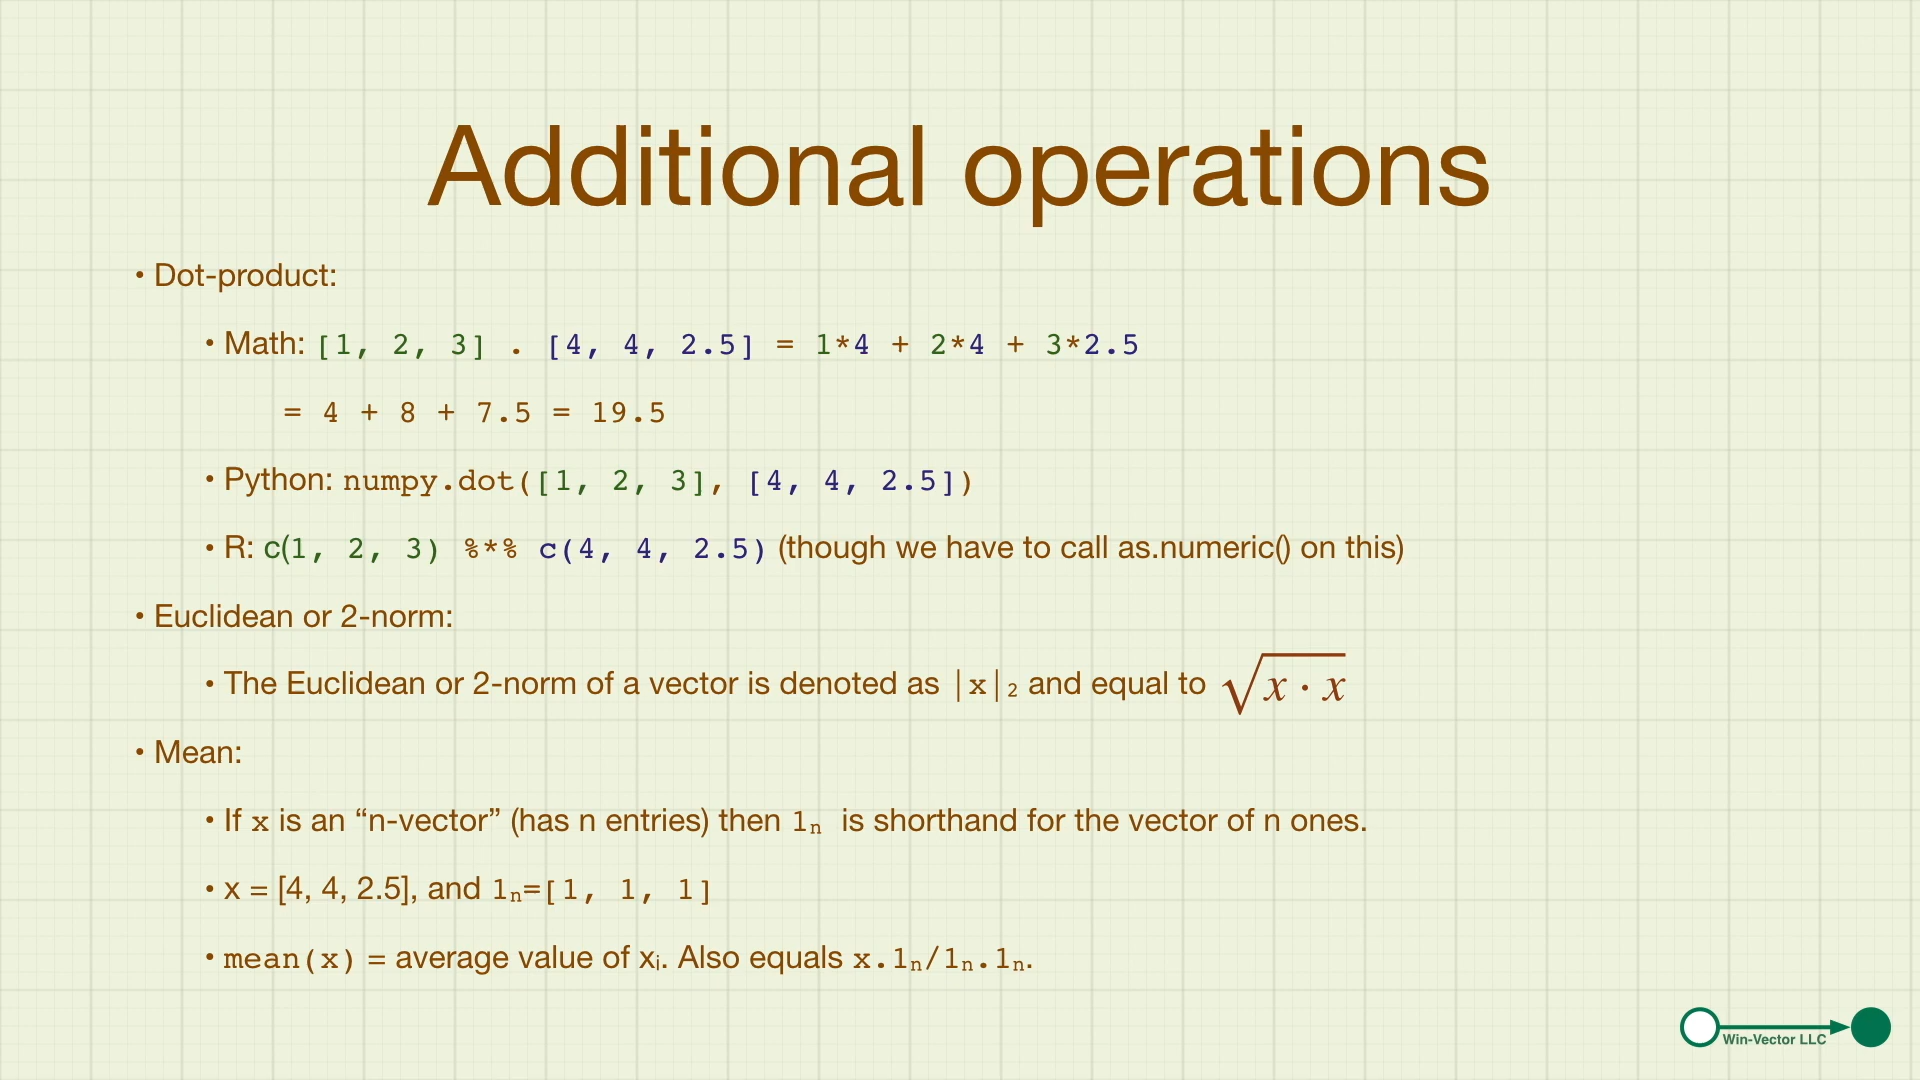 Additional operations
• Dot-product:
• Math: [1, 2, 3] . [4, 4, 2.5] = 1*4 + 2*4 + 3*2.5
= 4 + 8 + 7.5 = 19.5
• Python: numpy.dot([1, 2, 3], [4, 4, 2.5])
• R: c(1, 2, 3) %*% c(4, 4, 2.5) (though we have to call as.numeric() on this)
• Euclidean or 2-norm:
• The Euclidean or 2-norm of a vector is denoted as |x|₂ and equal to √x · x
• Mean:
• If x is an “n-vector” (has n entries) then 1ₙ is shorthand for the vector of n ones.
• x = [4, 4, 2.5], and 1ₙ=[1, 1, 1]
• mean(x) = average value of xᵢ. Also equals x.1ₙ/1ₙ.1ₙ.
Win-Vector LLC